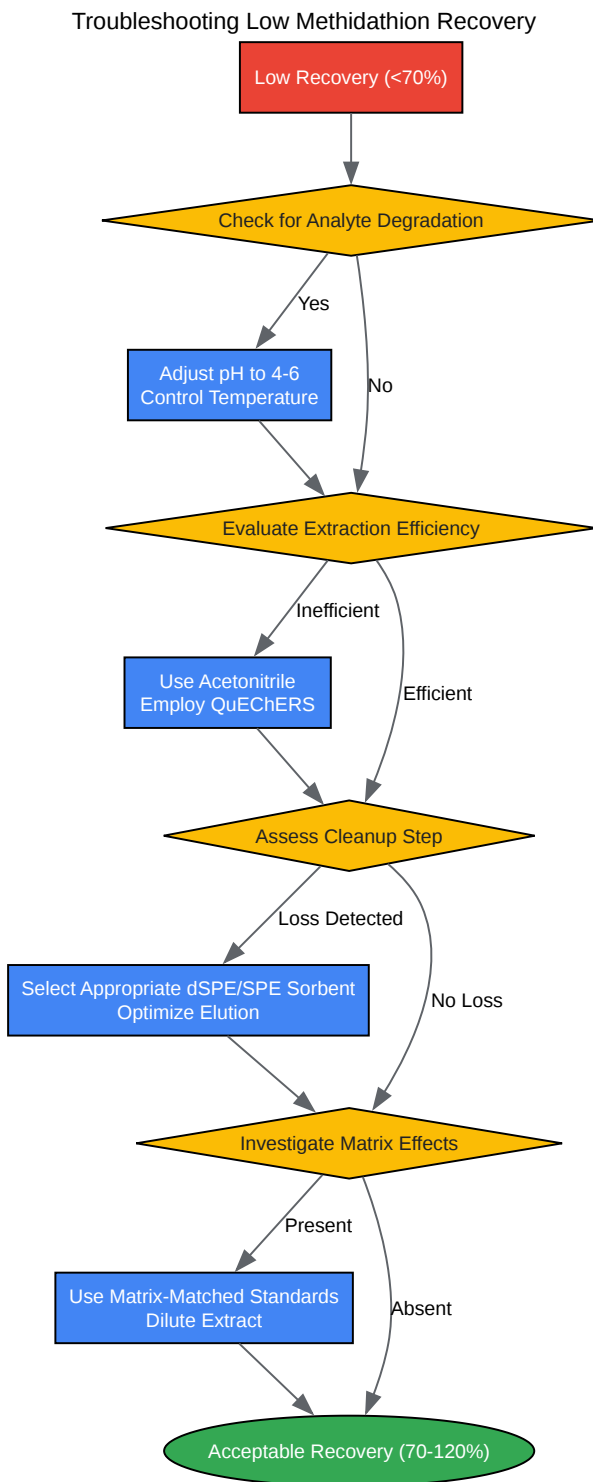 Troubleshooting Low Methidathion Recovery
Low Recovery (<70%)
Check for Analyte Degradation
Yes
Adjust pH to 4-6
Control Temperature
No
Evaluate Extraction Efficiency
Inefficient
Use Acetonitrile
Employ QuEChERS
Efficient
Assess Cleanup Step
Loss Detected
Select Appropriate dSPE/SPE Sorbent
Optimize Elution
No Loss
Investigate Matrix Effects
Present
Use Matrix-Matched Standards
Dilute Extract
Absent
Acceptable Recovery (70-120%)